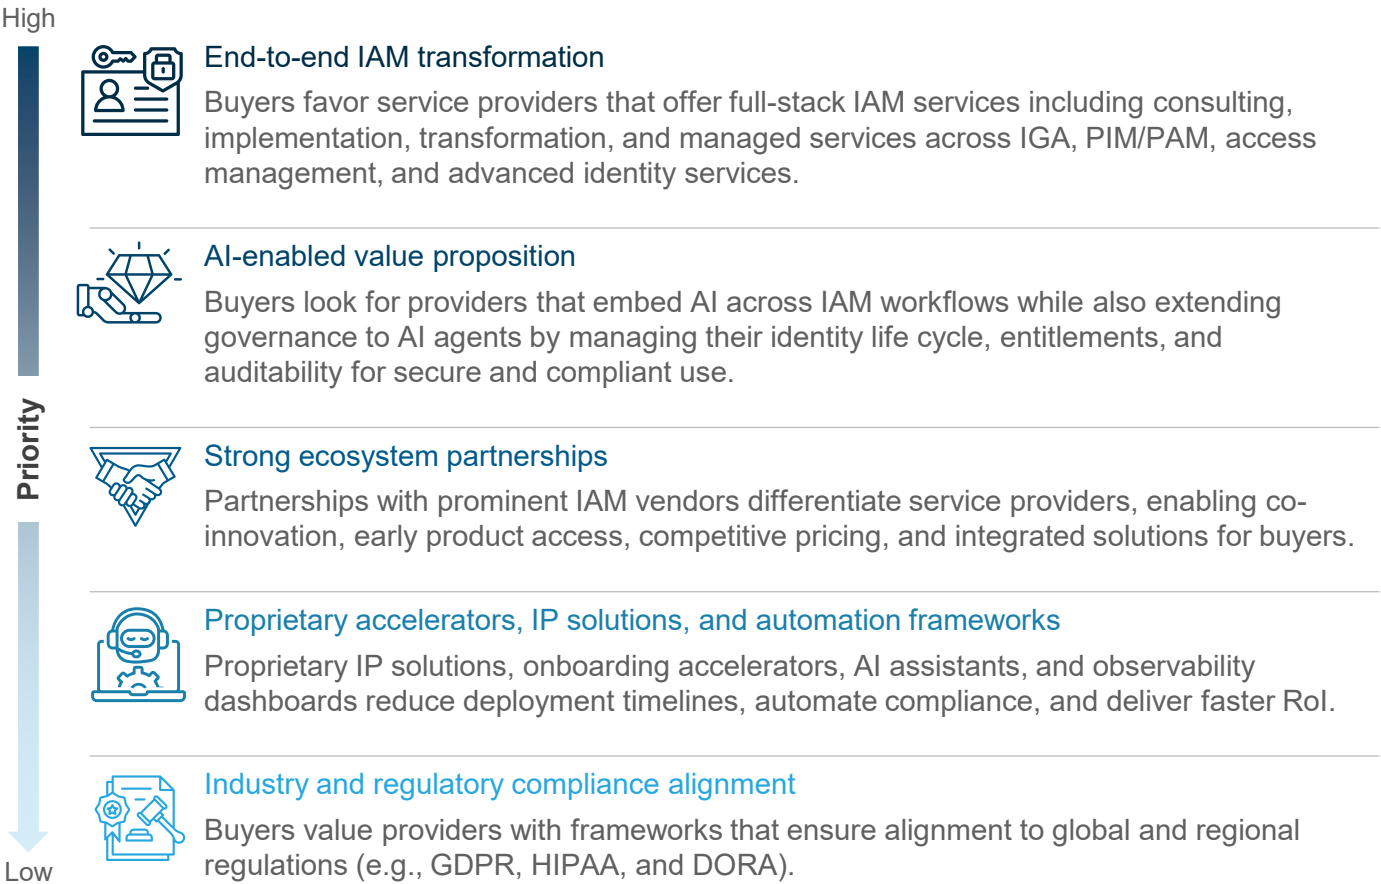 High
End-to-end IAM transformation
Buyers favor service providers that offer full-stack IAM services including consulting,
implementation, transformation, and managed services across IGA, PIM/PAM, access
management, and advanced identity services.
AI-enabled value proposition
Buyers look for providers that embed AI across IAM workflows while also extending
governance to AI agents by managing their identity life cycle, entitlements, and
auditability for secure and compliant use.
Priority
Strong ecosystem partnerships
Partnerships with prominent IAM vendors differentiate service providers, enabling co-
innovation, early product access, competitive pricing, and integrated solutions for buyers.
Proprietary accelerators, IP solutions, and automation frameworks
Proprietary IP solutions, onboarding accelerators, AI assistants, and observability
dashboards reduce deployment timelines, automate compliance, and deliver faster RoI.
Industry and regulatory compliance alignment
Buyers value providers with frameworks that ensure alignment to global and regional
regulations (e.g., GDPR, HIPAA, and DORA).
Low